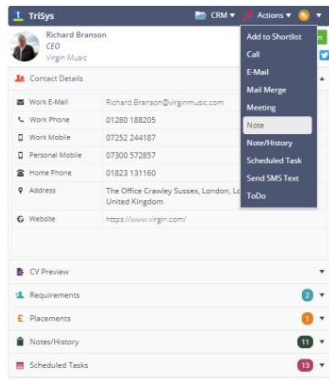 TriSys
CRM
Actions
Richard Branson
CEO
Virgin Music
Add to Shortlist
Call
E-Mail
Mail Merge
Meeting
Note
Note/History
Scheduled Task
Send SMS Text
ToDo
Contact Details
Work E-Mail Richard.Branson@virginmusic.com
Work Phone 01280 188205
Work Mobile 07252 244187
Personal Mobile 07300 572857
Home Phone 01823 131160
Address The Office Crawley Sussex, London,
United Kingdom
Website https://www.virgin.com/
CV Preview
Requirements 2
Placements 1
Notes/History 11
Scheduled Tasks 13